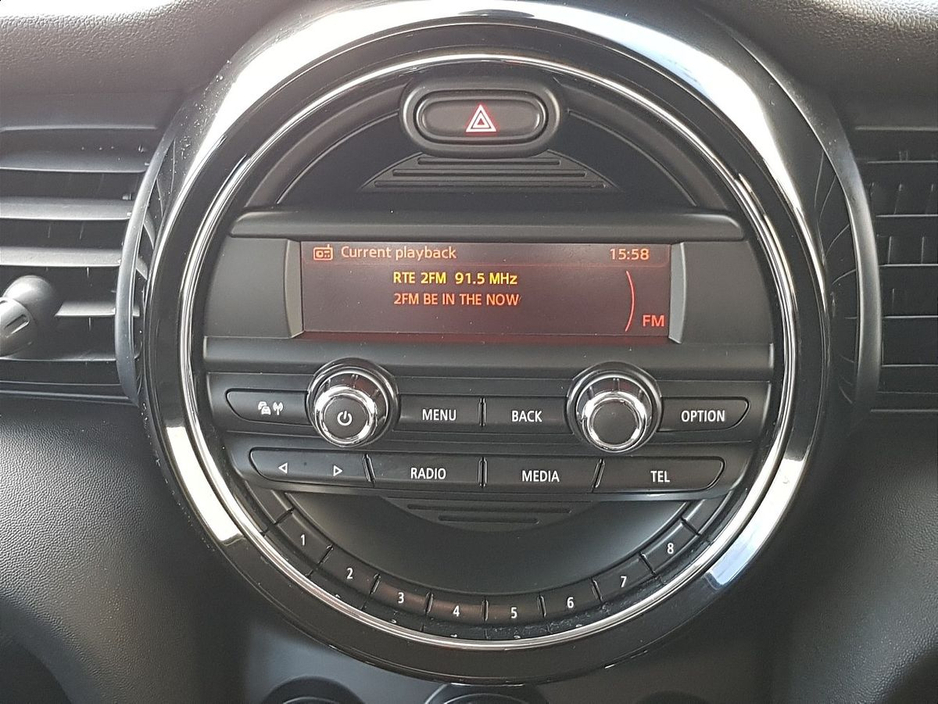 Current playback 15:58
RTE 2FM 91.5 MHz
2FM BE IN THE NOW
FM
MENU BACK OPTION
RADIO MEDIA TEL
1 2 3 4 5 6 7 8